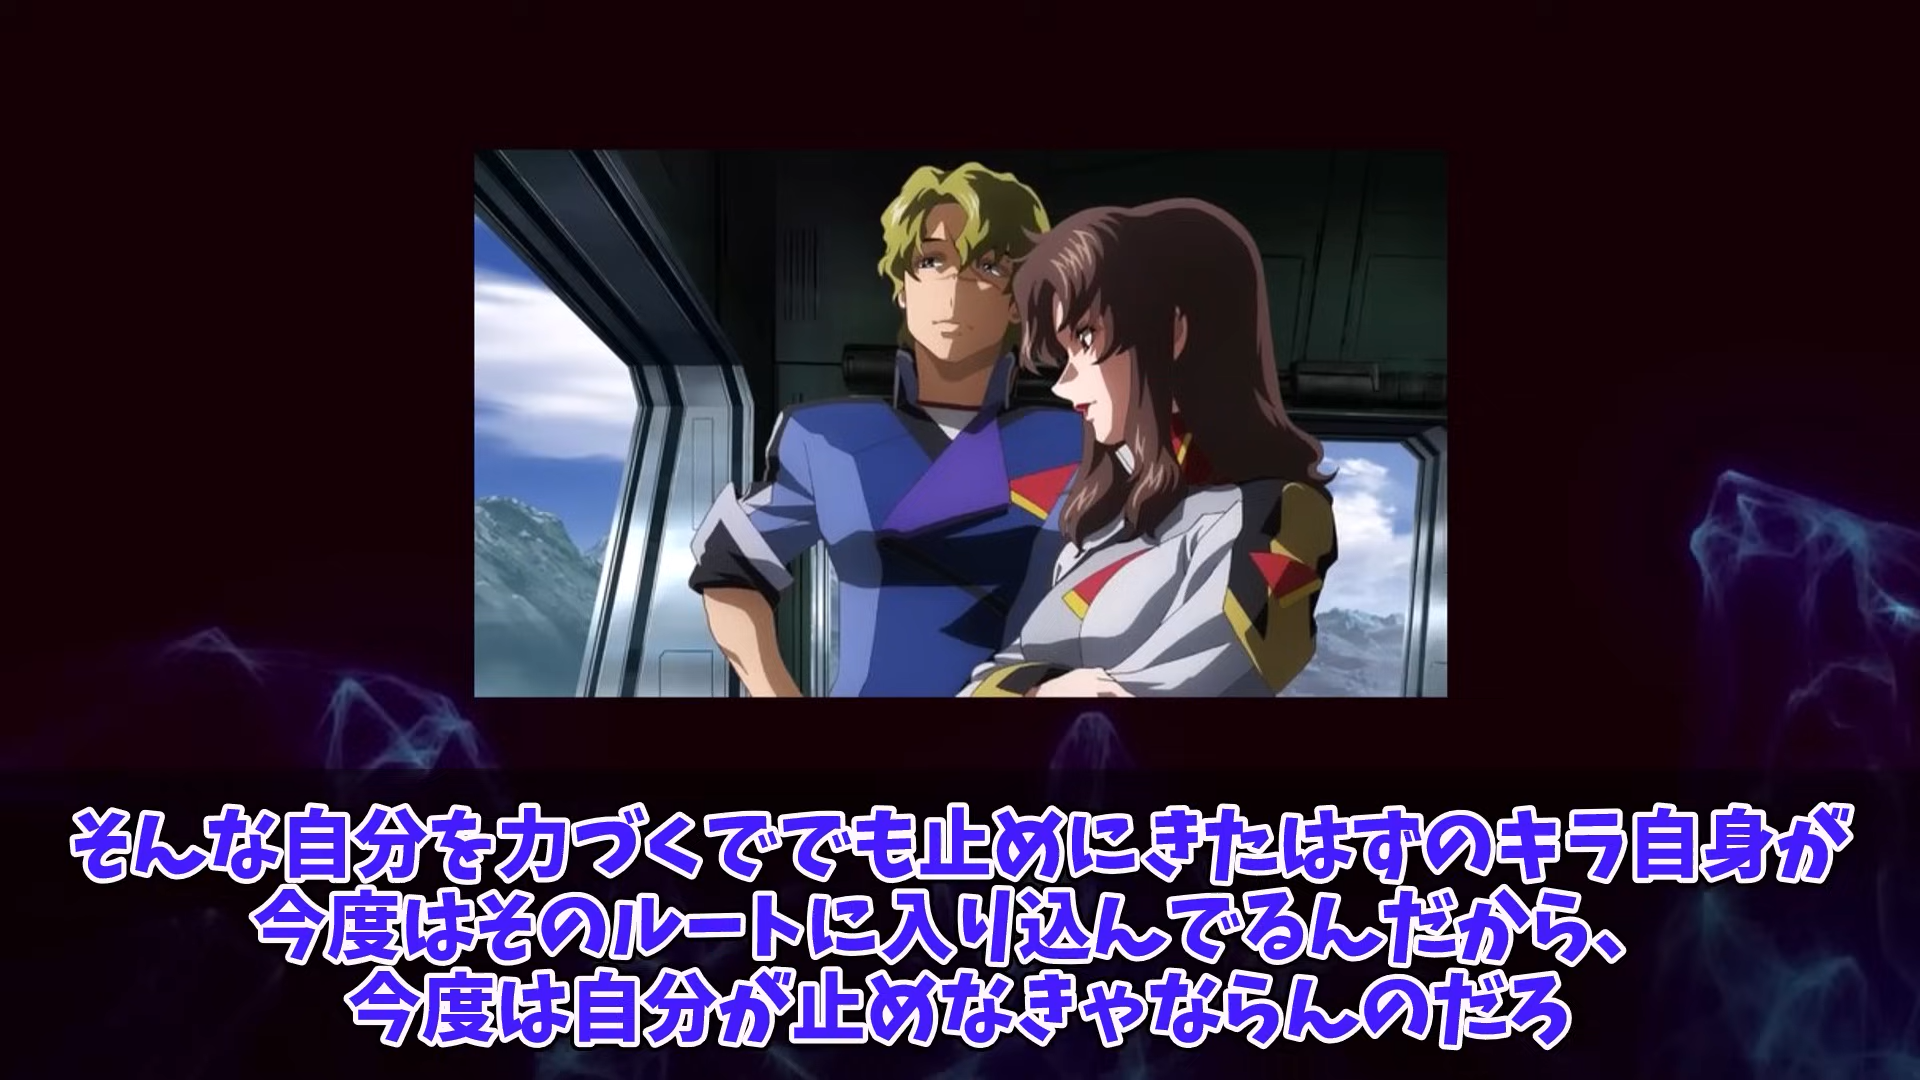 そんな自分を力づくででも止めにきたはずのキラ自身が
今度はそのルートに入り込んでるんだから、
今度は自分が止めなきゃならんのだろ